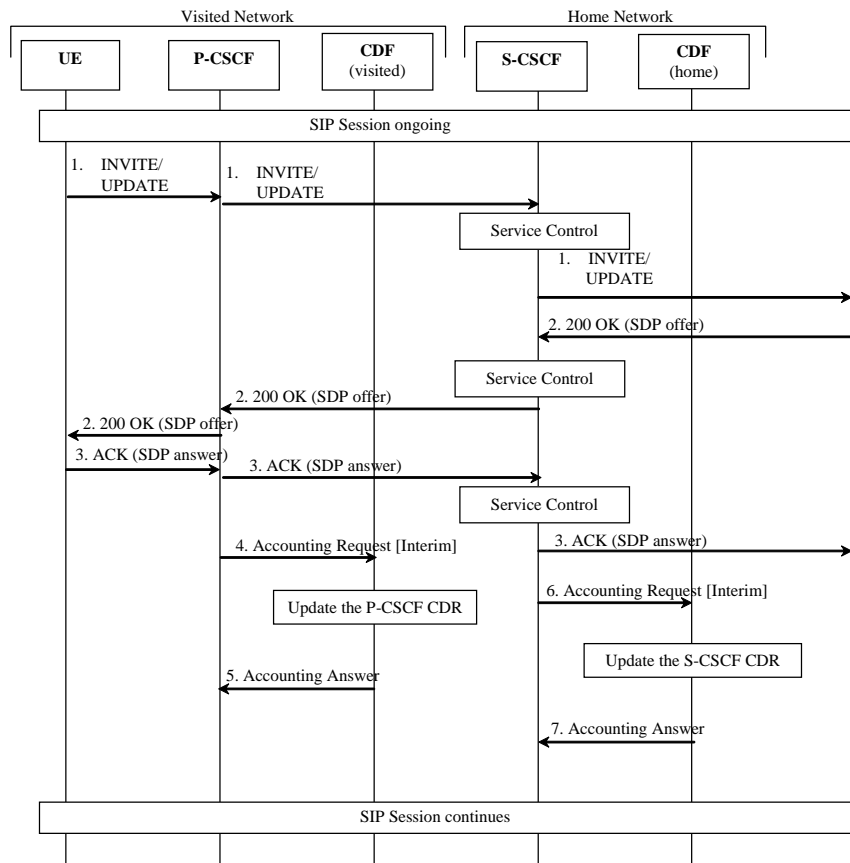 Visited Network
Home Network
UE
P-CSCF
CDF
(visited)
S-CSCF
CDF
(home)
SIP Session ongoing
1. INVITE/
UPDATE
1. INVITE/
UPDATE
Service Control
1. INVITE/
UPDATE
2. 200 OK (SDP offer)
Service Control
2. 200 OK (SDP offer)
2. 200 OK (SDP offer)
3. ACK (SDP answer)
3. ACK (SDP answer)
Service Control
4. Accounting Request [Interim]
3. ACK (SDP answer)
6. Accounting Request [Interim]
Update the P-CSCF CDR
Update the S-CSCF CDR
5. Accounting Answer
7. Accounting Answer
SIP Session continues